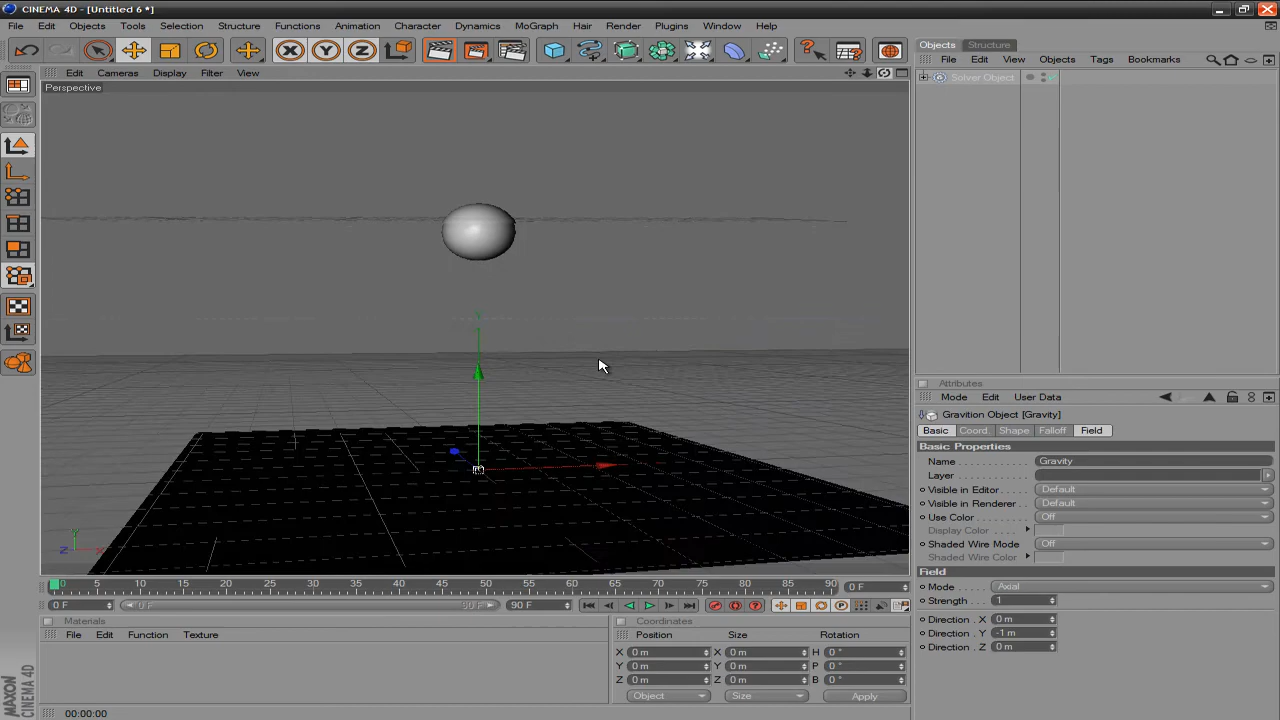 CINEMA 4D - [Untitled 6 *]
File Edit Objects Tools Selection Structure Functions Animation Character Dynamics MoGraph Hair Render Plugins Window Help
X Y Z
Objects Structure
File Edit View Objects Tags Bookmarks
Edit Cameras Display Filter View
Perspective
Solver Object
Y
Attributes
Mode Edit User Data
Gravition Object [Gravity]
Basic Coord. Shape Falloff Field
Basic Properties
Name Gravity
Layer
Visible in Editor Default
Visible in Renderer Default
Use Color Off
Display Color
Shaded Wire Mode Off
Shaded Wire Color
Field
Mode Axial
Strength 1
Direction . X 0 m
Direction . Y -1 m
Direction . Z 0 m
Y
Z X
0 5 10 15 20 25 30 35 40 45 50 55 60 65 70 75 80 85 90 0 F
0 F 0 F 90 F 90 F
Materials
File Edit Function Texture
Coordinates
Position Size Rotation
X 0 m X 0 m H 0 °
Y 0 m Y 0 m P 0 °
Z 0 m Z 0 m B 0 °
Object Size Apply
MAXON CINEMA 4D
00:00:00